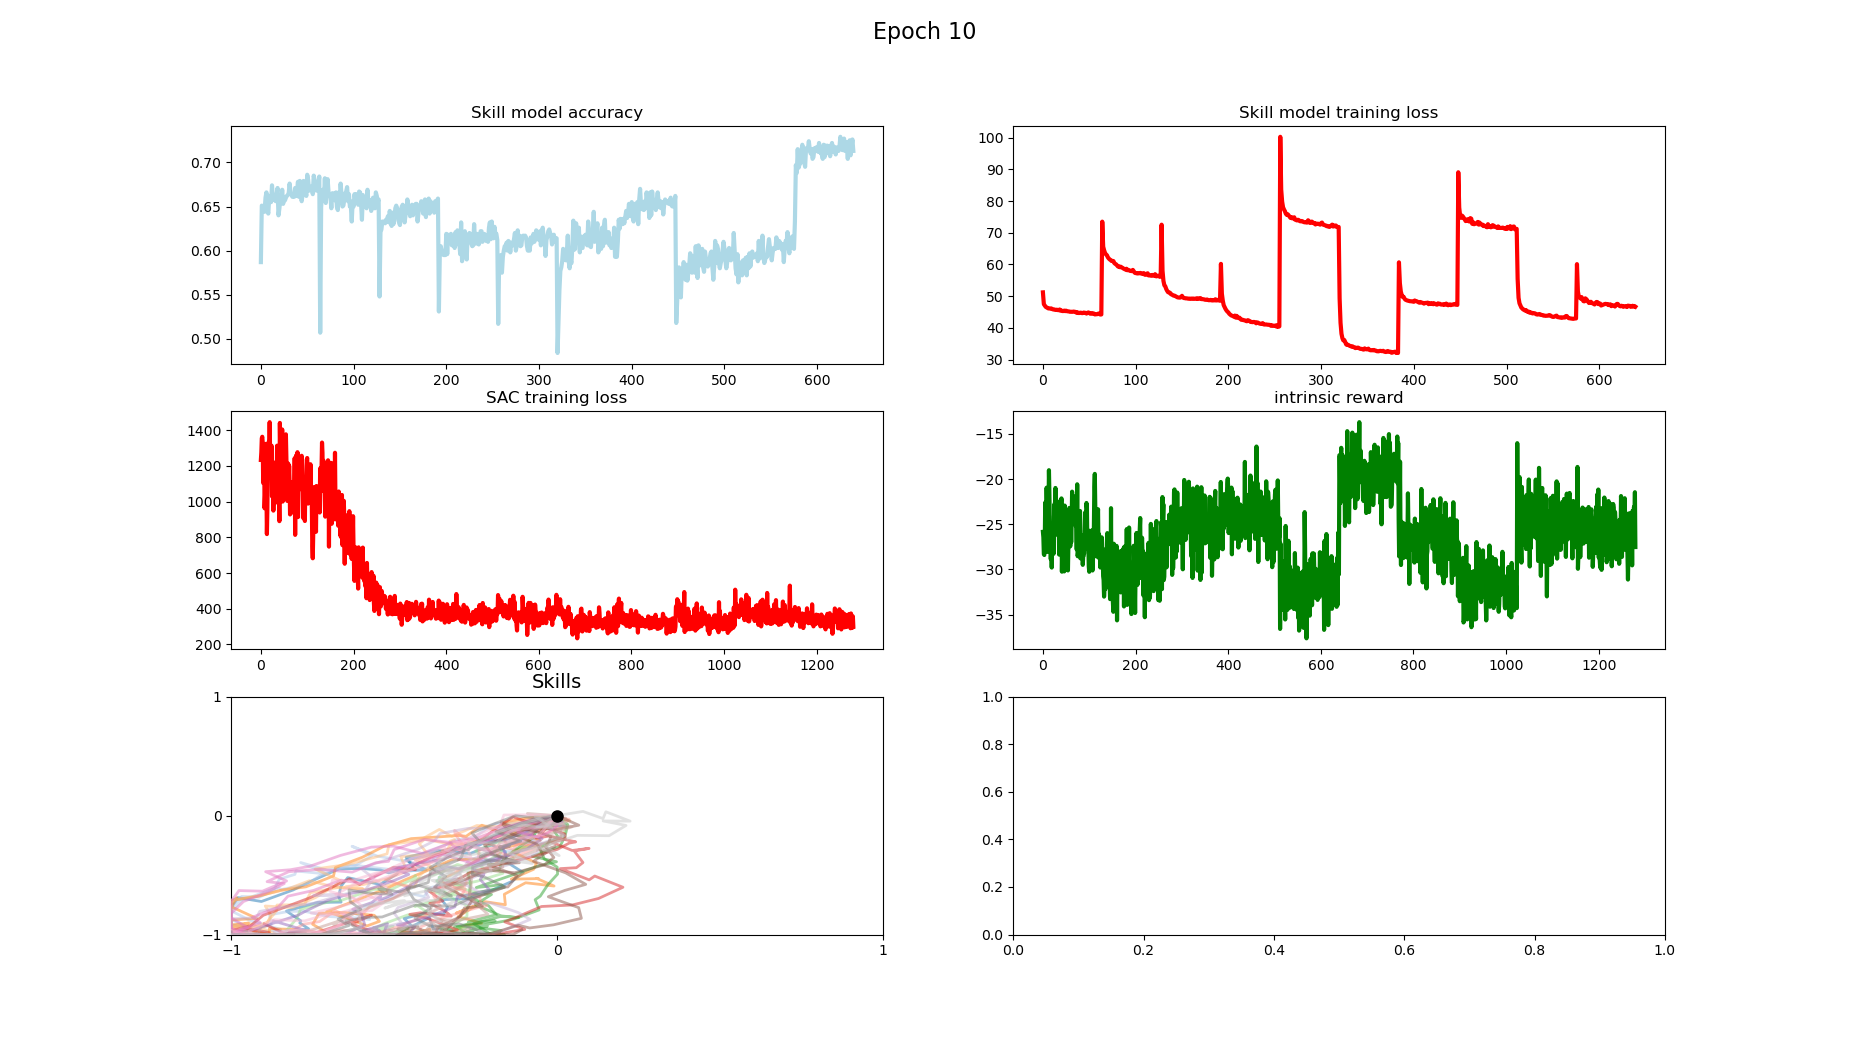 Epoch 10
Skill model accuracy
0.70
0.65
0.60
0.55
0.50
0 100 200 300 400 500 600
Skill model training loss
100
90
80
70
60
50
40
30
0 100 200 300 400 500 600
SAC training loss
1400
1200
1000
800
600
400
200
0 200 400 600 800 1000 1200
intrinsic reward
−15
−20
−25
−30
−35
0 200 400 600 800 1000 1200
Skills
1
0
−1
−1 0 1
1.0
0.8
0.6
0.4
0.2
0.0
0.0 0.2 0.4 0.6 0.8 1.0